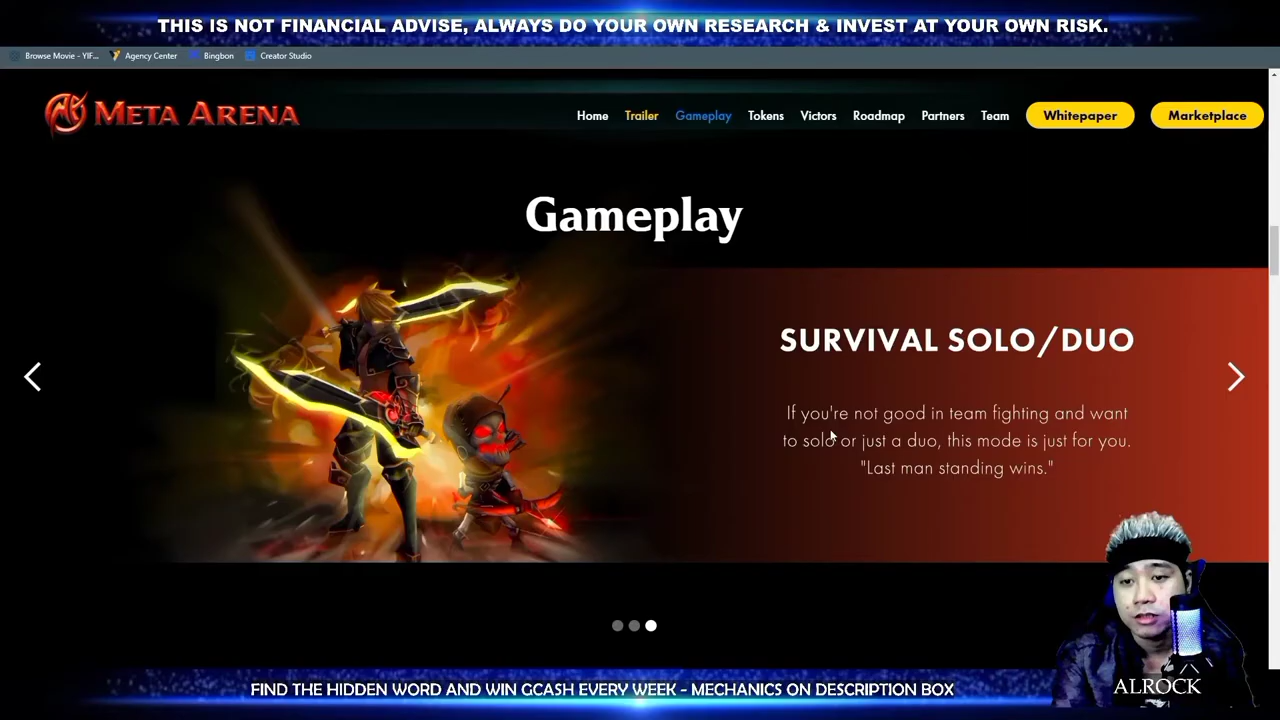 THIS IS NOT FINANCIAL ADVISE, ALWAYS DO YOUR OWN RESEARCH & INVEST AT YOUR OWN RISK.
Browse Movie - YIF... Agency Center Bingbon Creator Studio
META ARENA Home Trailer Gameplay Tokens Victors Roadmap Partners Team Whitepaper Marketplace
Gameplay
SURVIVAL SOLO/DUO
If you're not good in team fighting and want
to solo or just a duo, this mode is just for you.
"Last man standing wins."
ALROCK
FIND THE HIDDEN WORD AND WIN GCASH EVERY WEEK - MECHANICS ON DESCRIPTION BOX